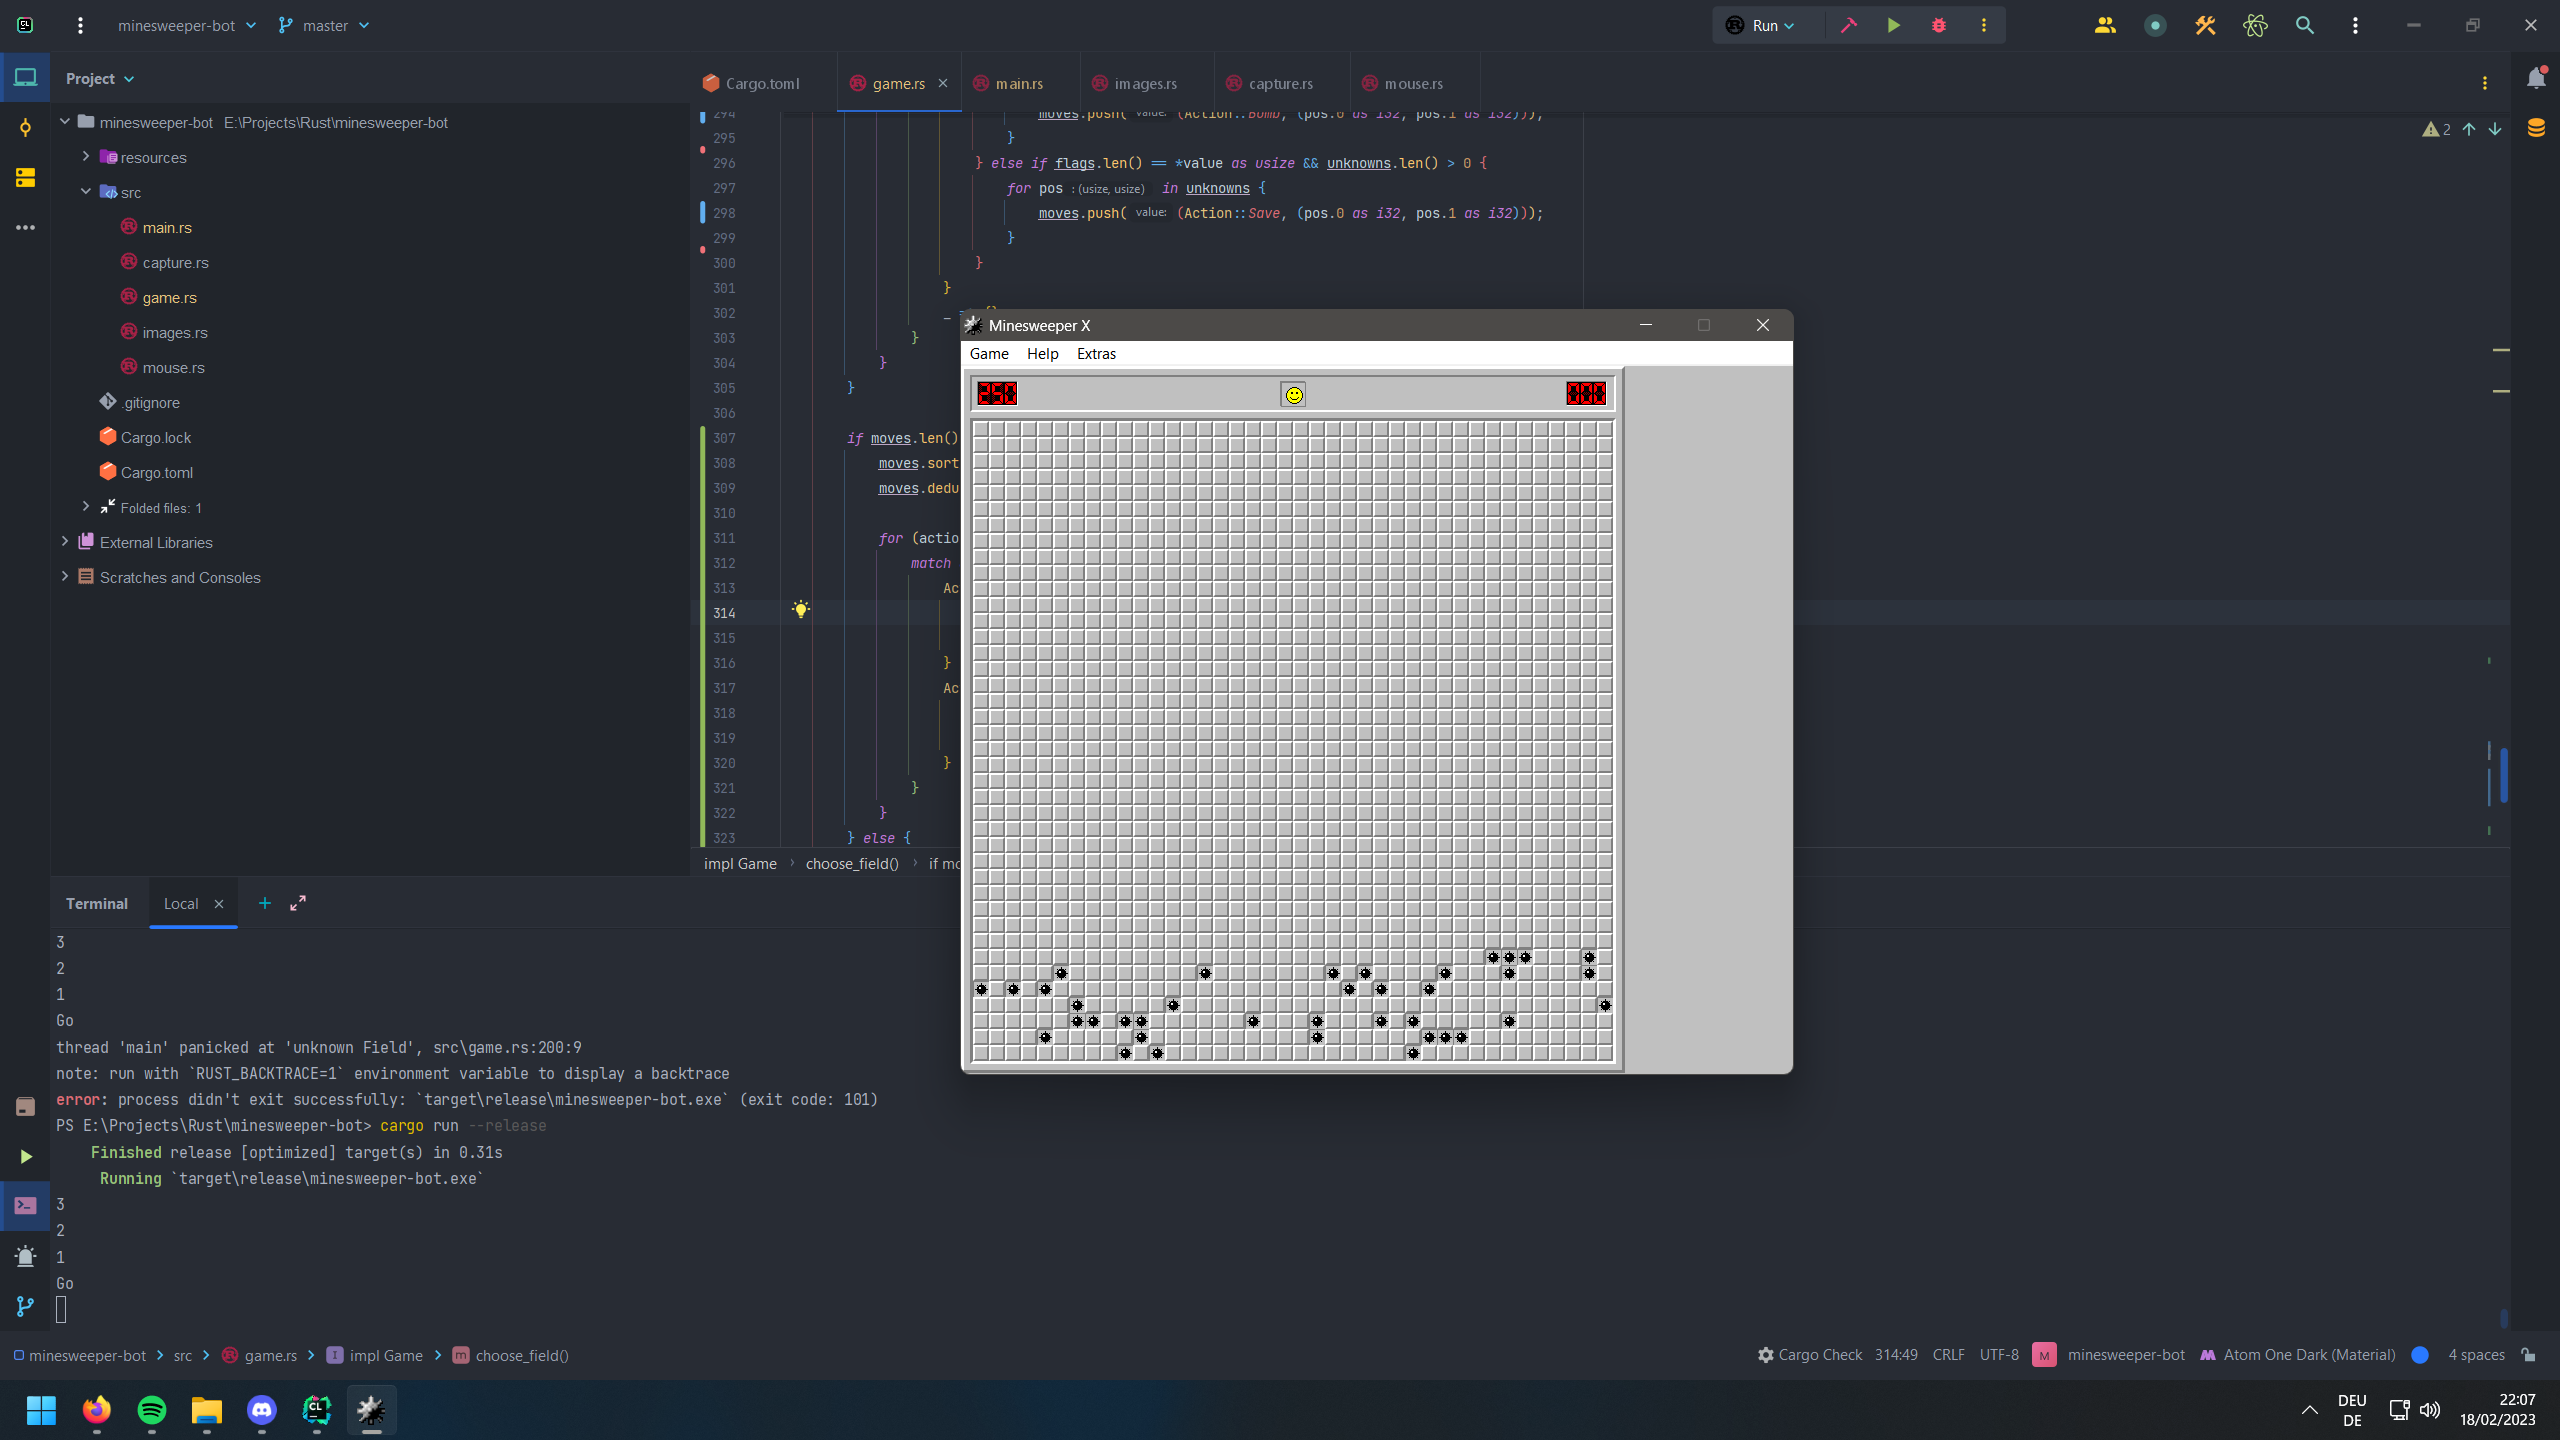 minesweeper-bot
master
Run
Project
Cargo.toml
game.rs
main.rs
images.rs
capture.rs
mouse.rs
minesweeper-bot E:\Projects\Rust\minesweeper-bot
resources
src
main.rs
capture.rs
game.rs
images.rs
mouse.rs
.gitignore
Cargo.lock
Cargo.toml
Folded files: 1
External Libraries
Scratches and Consoles
2
294 moves.push( value: (Action::Bomb, (pos.0 as i32, pos.1 as i32)));
295 }
296 } else if flags.len() == *value as usize && unknowns.len() > 0 {
297 for pos : (usize, usize) in unknowns {
298 moves.push( value: (Action::Save, (pos.0 as i32, pos.1 as i32)));
299 }
300 }
301 }
302 _
303 }
304 }
305 }
306
307 if moves.len()
308 moves.sort
309 moves.dedu
310
311 for (actio
312 match
313 Ac
314
315
316 }
317 Ac
318
319
320 }
321 }
322 }
323 } else {
impl Game > choose_field() > if mo
Minesweeper X
Game Help Extras
250
Terminal
Local
3
2
1
Go
thread 'main' panicked at 'unknown Field', src\game.rs:200:9
note: run with `RUST_BACKTRACE=1` environment variable to display a backtrace
error: process didn't exit successfully: `target\release\minesweeper-bot.exe` (exit code: 101)
PS E:\Projects\Rust\minesweeper-bot> cargo run --release
Finished release [optimized] target(s) in 0.31s
Running `target\release\minesweeper-bot.exe`
3
2
1
Go
minesweeper-bot > src > game.rs > impl Game > choose_field()
Cargo Check 314:49 CRLF UTF-8 M minesweeper-bot Atom One Dark (Material) 4 spaces
DEU
DE
22:07
18/02/2023